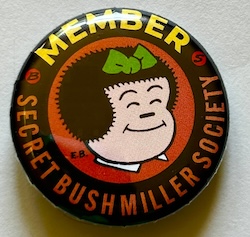 MEMBER
S
B
S
E.B.
SECRET BUSHMILLER SOCIETY